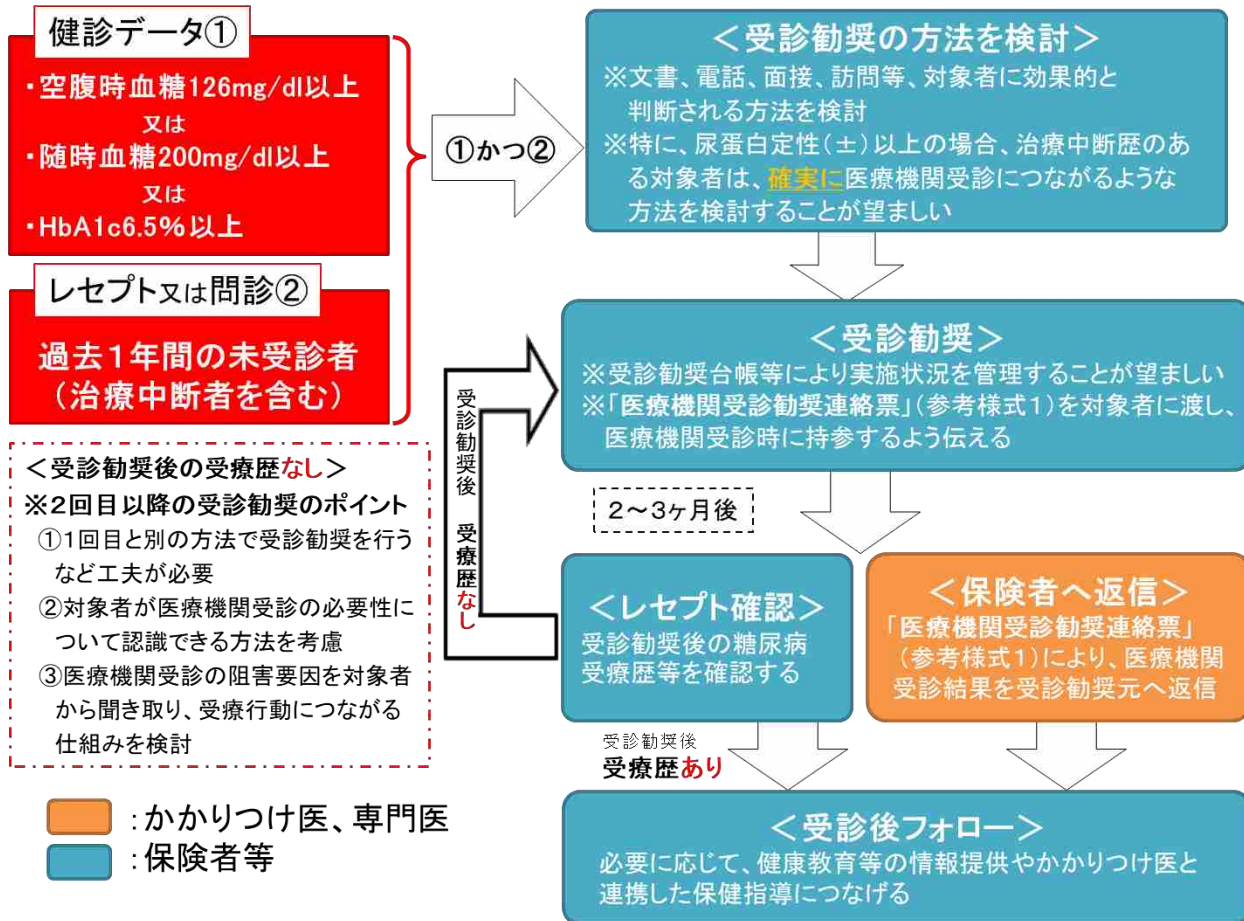 健診データ①
・空腹時血糖126mg/dl以上
又は
・随時血糖200mg/dl以上
又は
・HbA1c6.5%以上
レセプト又は問診②
過去1年間の未受診者
（治療中断者を含む）
①かつ②
＜受診勧奨の方法を検討＞
※文書、電話、面接、訪問等、対象者に効果的と
判断される方法を検討
※特に、尿蛋白定性（±）以上の場合、治療中断歴のあ
る対象者は、確実に医療機関受診につながるような
方法を検討することが望ましい
＜受診勧奨＞
※受診勧奨台帳等により実施状況を管理することが望ましい
※「医療機関受診勧奨連絡票」（参考様式1）を対象者に渡し、
医療機関受診時に持参するよう伝える
受診勧奨後 受療歴なし
2～3ヶ月後
＜受診勧奨後の受療歴なし＞
※2回目以降の受診勧奨のポイント
①1回目と別の方法で受診勧奨を行う
など工夫が必要
②対象者が医療機関受診の必要性に
ついて認識できる方法を考慮
③医療機関受診の阻害要因を対象者
から聞き取り、受療行動につながる
仕組みを検討
＜レセプト確認＞
受診勧奨後の糖尿病
受療歴等を確認する
＜保険者へ返信＞
「医療機関受診勧奨連絡票」
（参考様式1）により、医療機関
受診結果を受診勧奨元へ返信
受診勧奨後
受療歴あり
＜受診後フォロー＞
必要に応じて、健康教育等の情報提供やかかりつけ医と
連携した保健指導につなげる
：かかりつけ医、専門医
：保険者等